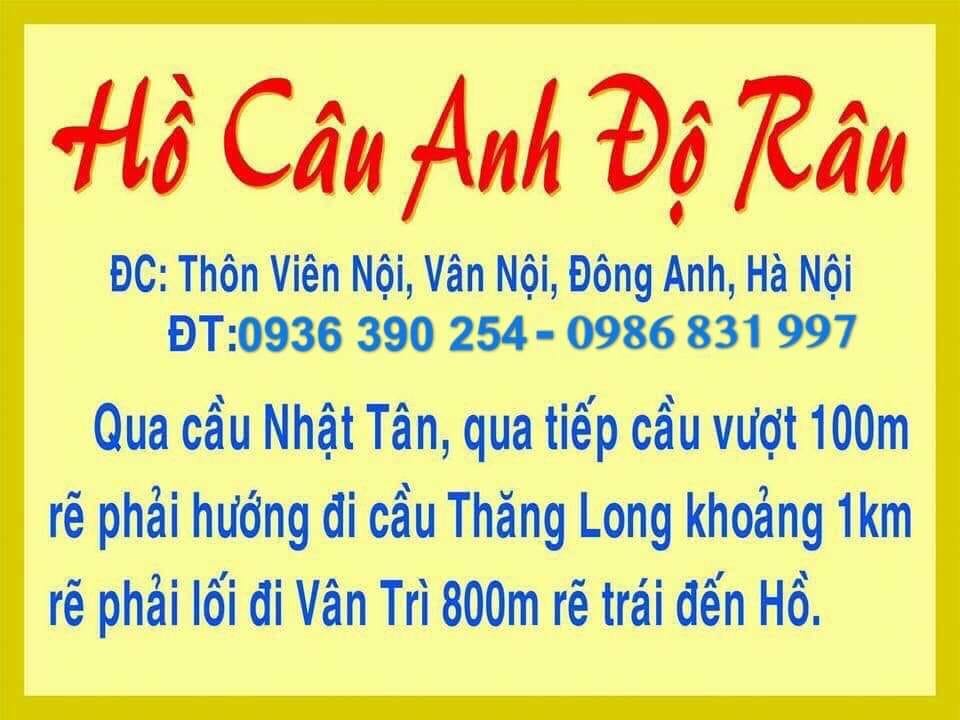 Hồ Câu Anh Độ Râu
ĐC: Thôn Viên Nội, Vân Nội, Đông Anh, Hà Nội
ĐT:0936 390 254 - 0986 831 997
Qua cầu Nhật Tân, qua tiếp cầu vượt 100m
rẽ phải hướng đi cầu Thăng Long khoảng 1km
rẽ phải lối đi Vân Trì 800m rẽ trái đến Hồ.